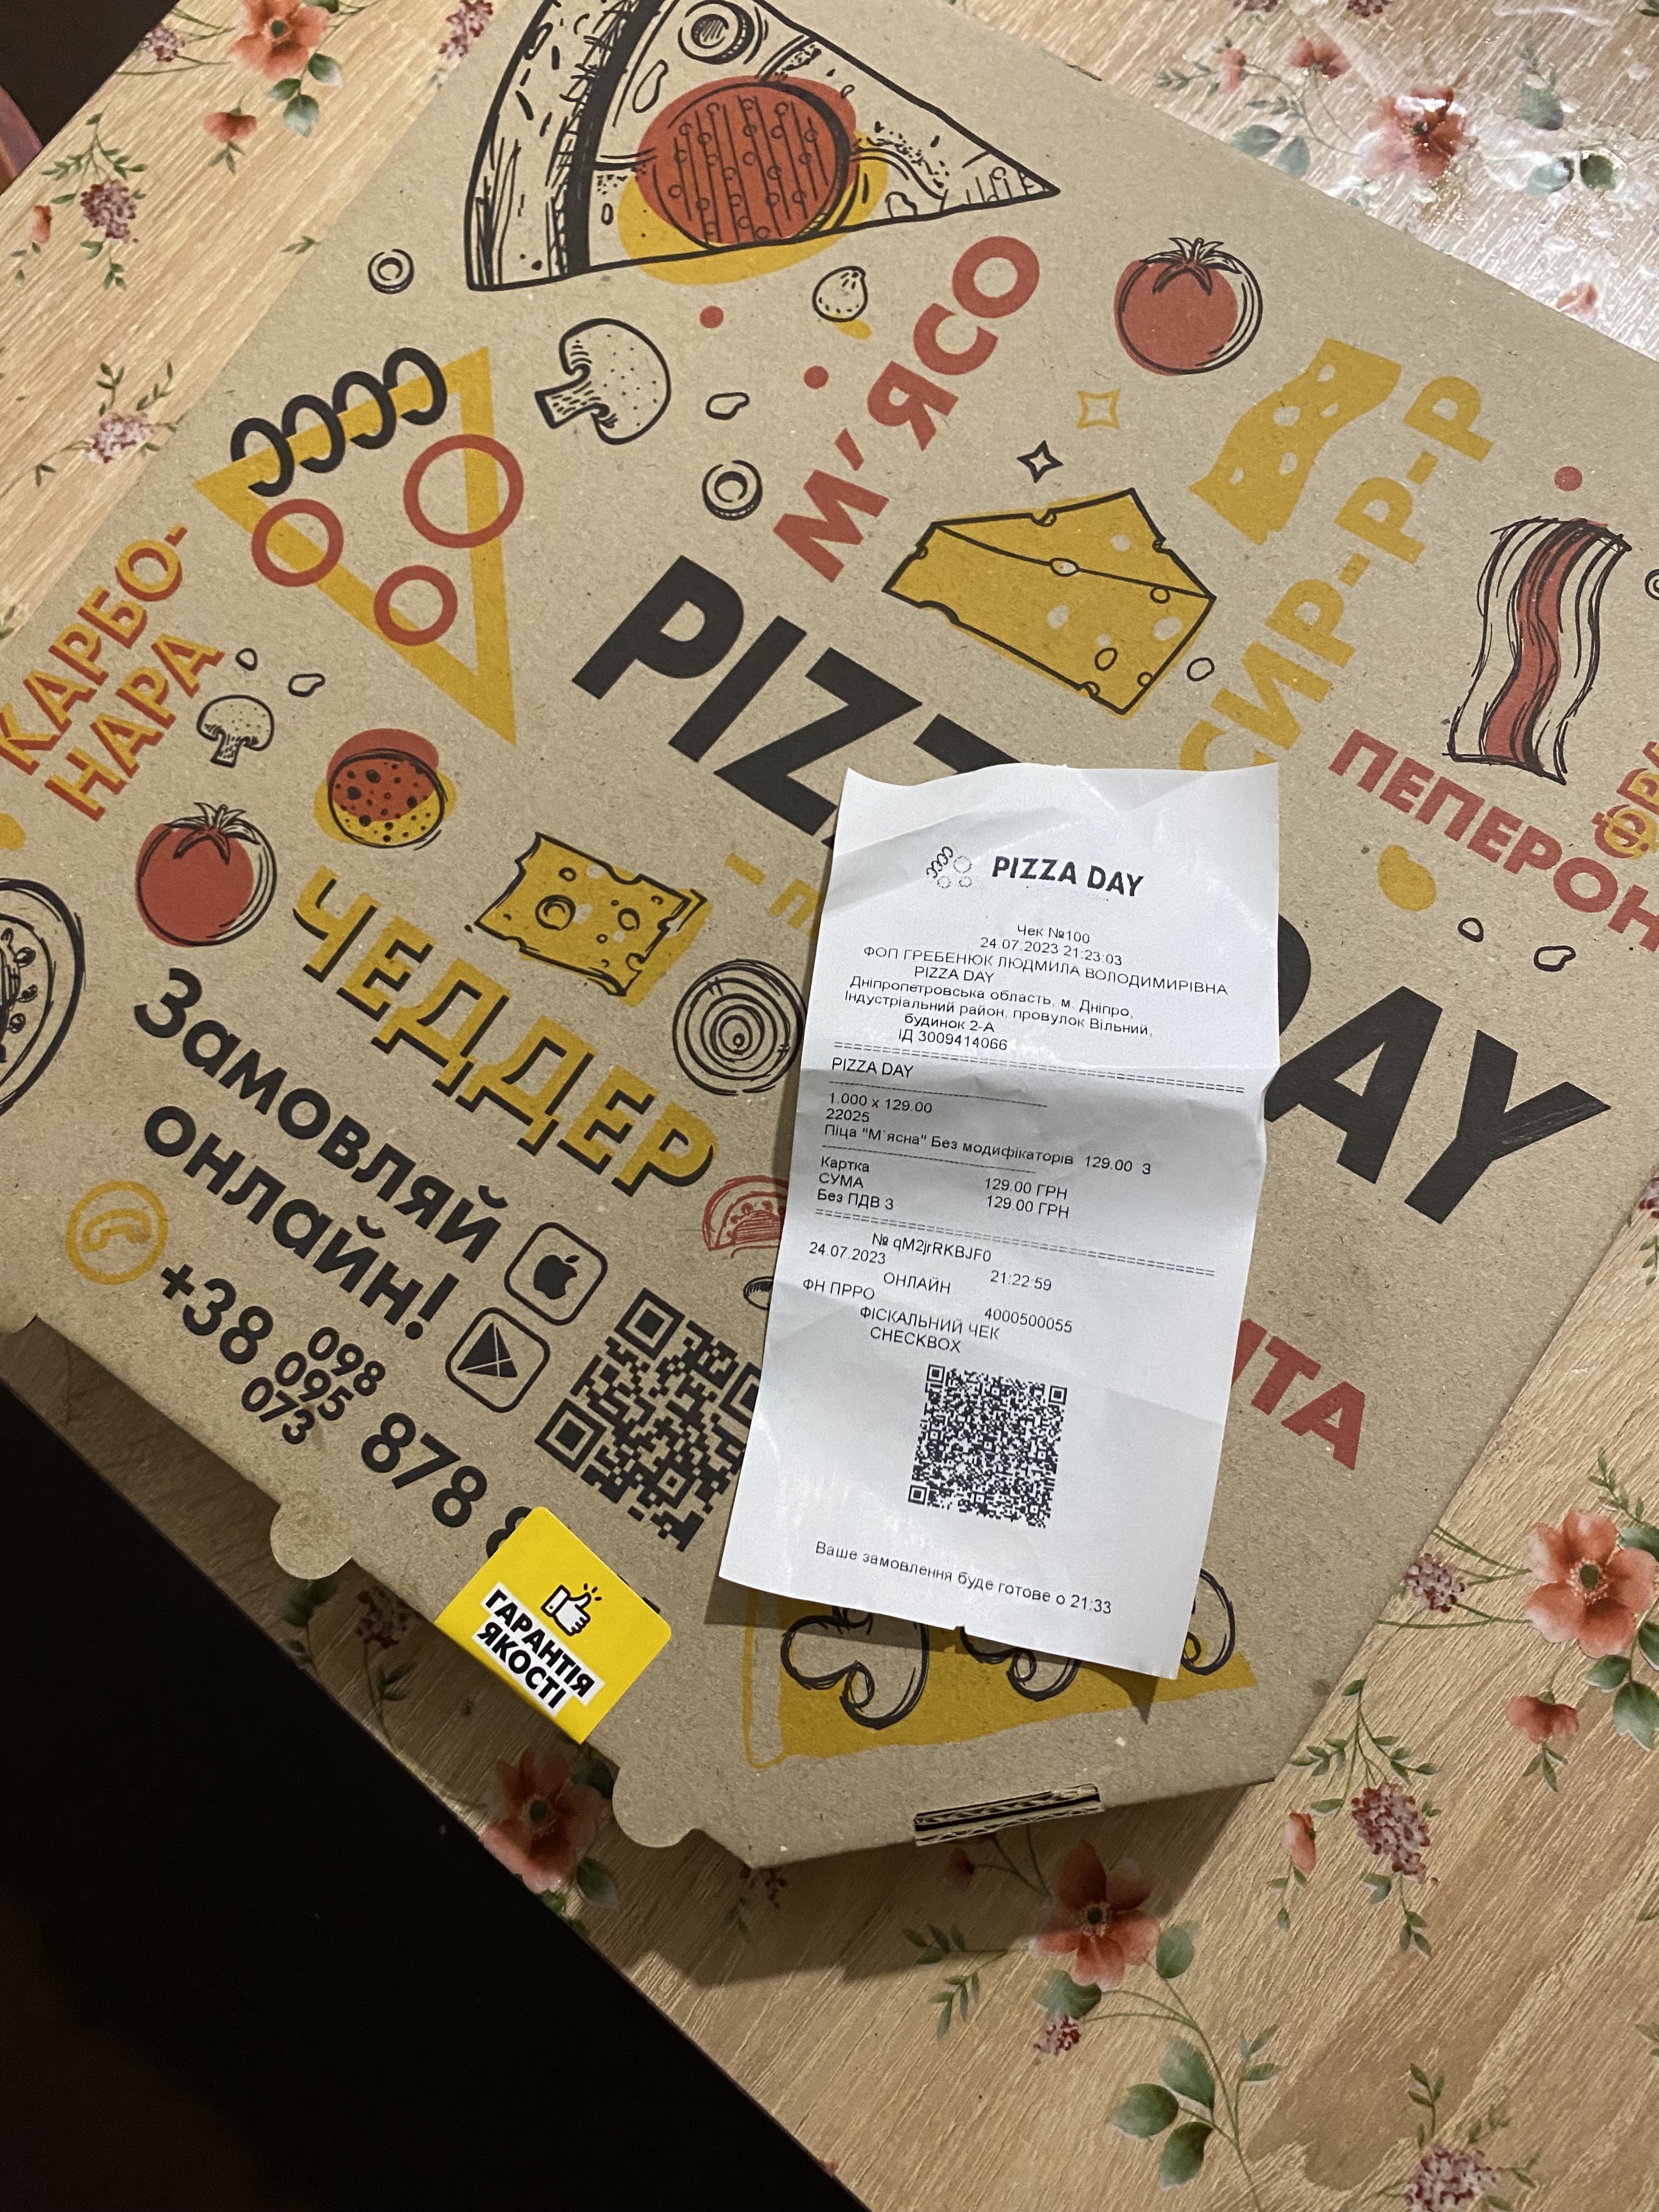 М'ЯСО
СИР-Р-Р
КАРБО-
НАРА
ПЕПЕРОН
ЧЕДДЕР
Замовляй
онлайн!
+38
098
095
073
878
ГАРАНТІЯ
ЯКОСТІ
PIZZA DAY
Чек №100
24.07.2023 21:23:03
ФОП ГРЕБЕНЮК ЛЮДМИЛА ВОЛОДИМИРІВНА
PIZZA DAY
Дніпропетровська область, м. Дніпро,
Індустріальний район, провулок Вільний,
будинок 2-А
ІД 3009414066
PIZZA DAY
1.000 x 129.00
22025
Піца "М`ясна" Без модифікаторів 129.00 З
Картка 129.00 ГРН
СУМА 129.00 ГРН
Без ПДВ З
№ qM2jrRKBJF0
24.07.2023 21:22:59
ОНЛАЙН
ФН ПРРО 4000500055
ФІСКАЛЬНИЙ ЧЕК
CHECKBOX
Ваше замовлення буде готове о 21:33